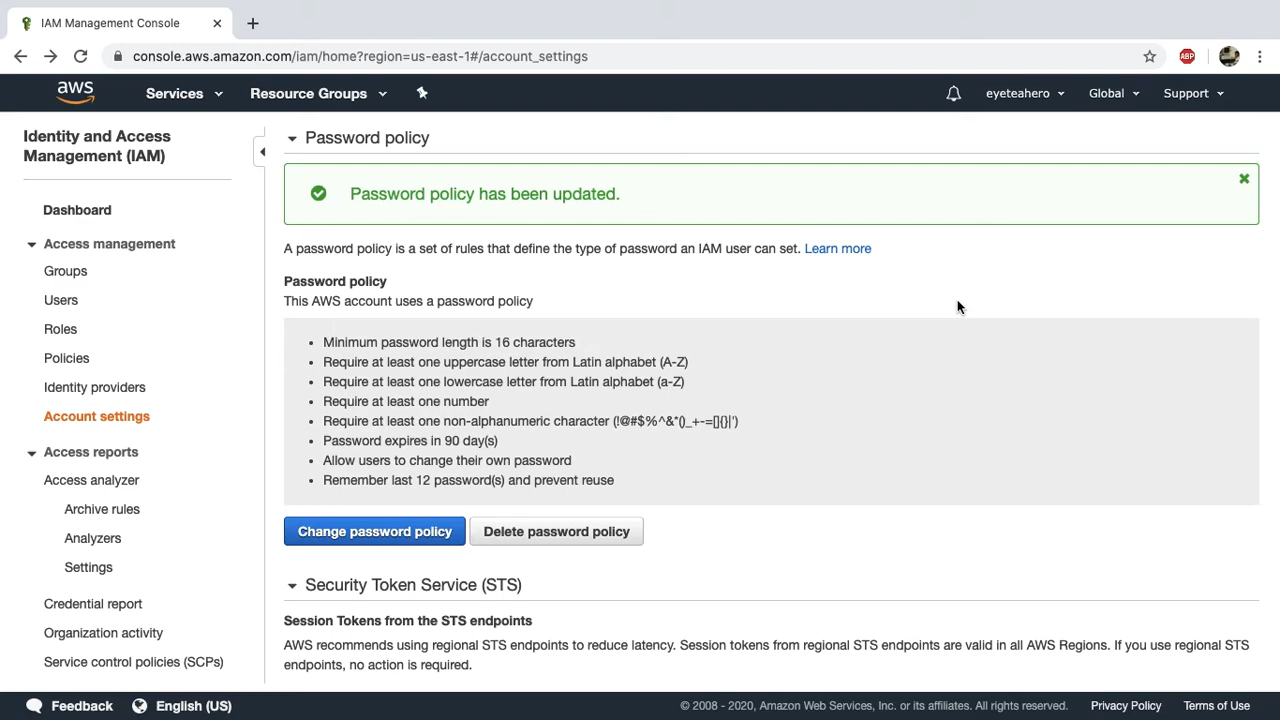 IAM Management Console
console.aws.amazon.com/iam/home?region=us-east-1#/account_settings
ABP
aws
Services
Resource Groups
eyeteahero
Global
Support
Identity and Access
Management (IAM)
Dashboard
Access management
Groups
Users
Roles
Policies
Identity providers
Account settings
Access reports
Access analyzer
Archive rules
Analyzers
Settings
Credential report
Organization activity
Service control policies (SCPs)
Password policy
Password policy has been updated.
A password policy is a set of rules that define the type of password an IAM user can set. Learn more
Password policy
This AWS account uses a password policy
• Minimum password length is 16 characters
• Require at least one uppercase letter from Latin alphabet (A-Z)
• Require at least one lowercase letter from Latin alphabet (a-Z)
• Require at least one number
• Require at least one non-alphanumeric character (!@#$%^&*()_+-=[]{}|')
• Password expires in 90 day(s)
• Allow users to change their own password
• Remember last 12 password(s) and prevent reuse
Change password policy
Delete password policy
Security Token Service (STS)
Session Tokens from the STS endpoints
AWS recommends using regional STS endpoints to reduce latency. Session tokens from regional STS endpoints are valid in all AWS Regions. If you use regional STS
endpoints, no action is required.
Feedback
English (US)
© 2008 - 2020, Amazon Web Services, Inc. or its affiliates. All rights reserved.
Privacy Policy
Terms of Use